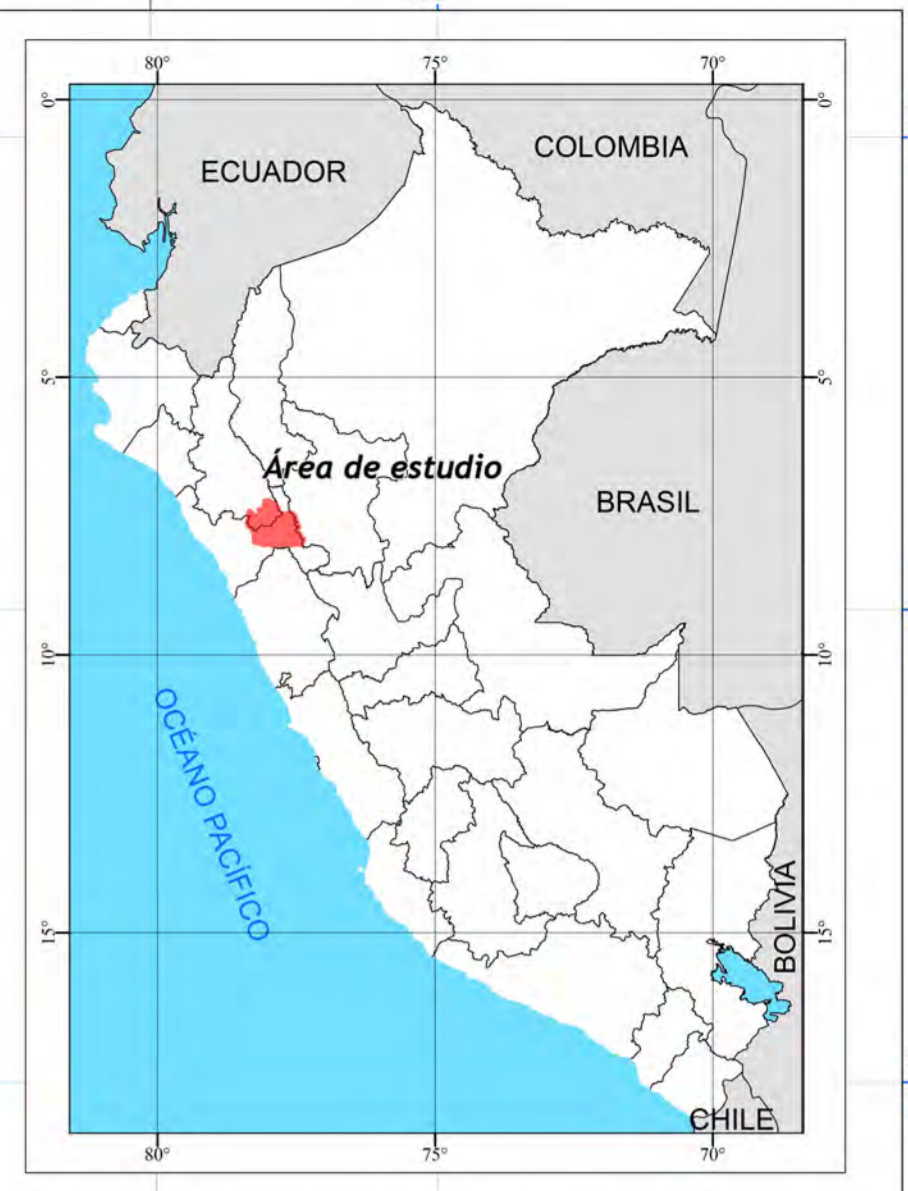 80°
75°
70°
0°
0°
ECUADOR
COLOMBIA
5°
5°
Área de estudio
BRASIL
10°
10°
OCÉANO PACÍFICO
BOLIVIA
15°
15°
CHILE
80°
75°
70°